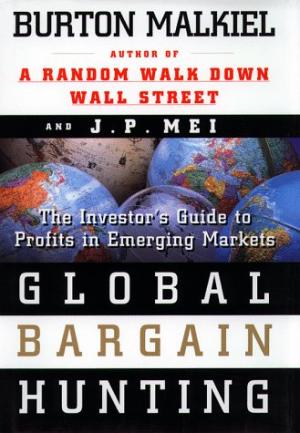 BURTON MALKIEL
AUTHOR OF
A RANDOM WALK DOWN
WALL STREET
AND J.P. MEI
The Investor's Guide to
Profits in Emerging Markets
GLOBAL
BARGAIN
HUNTING